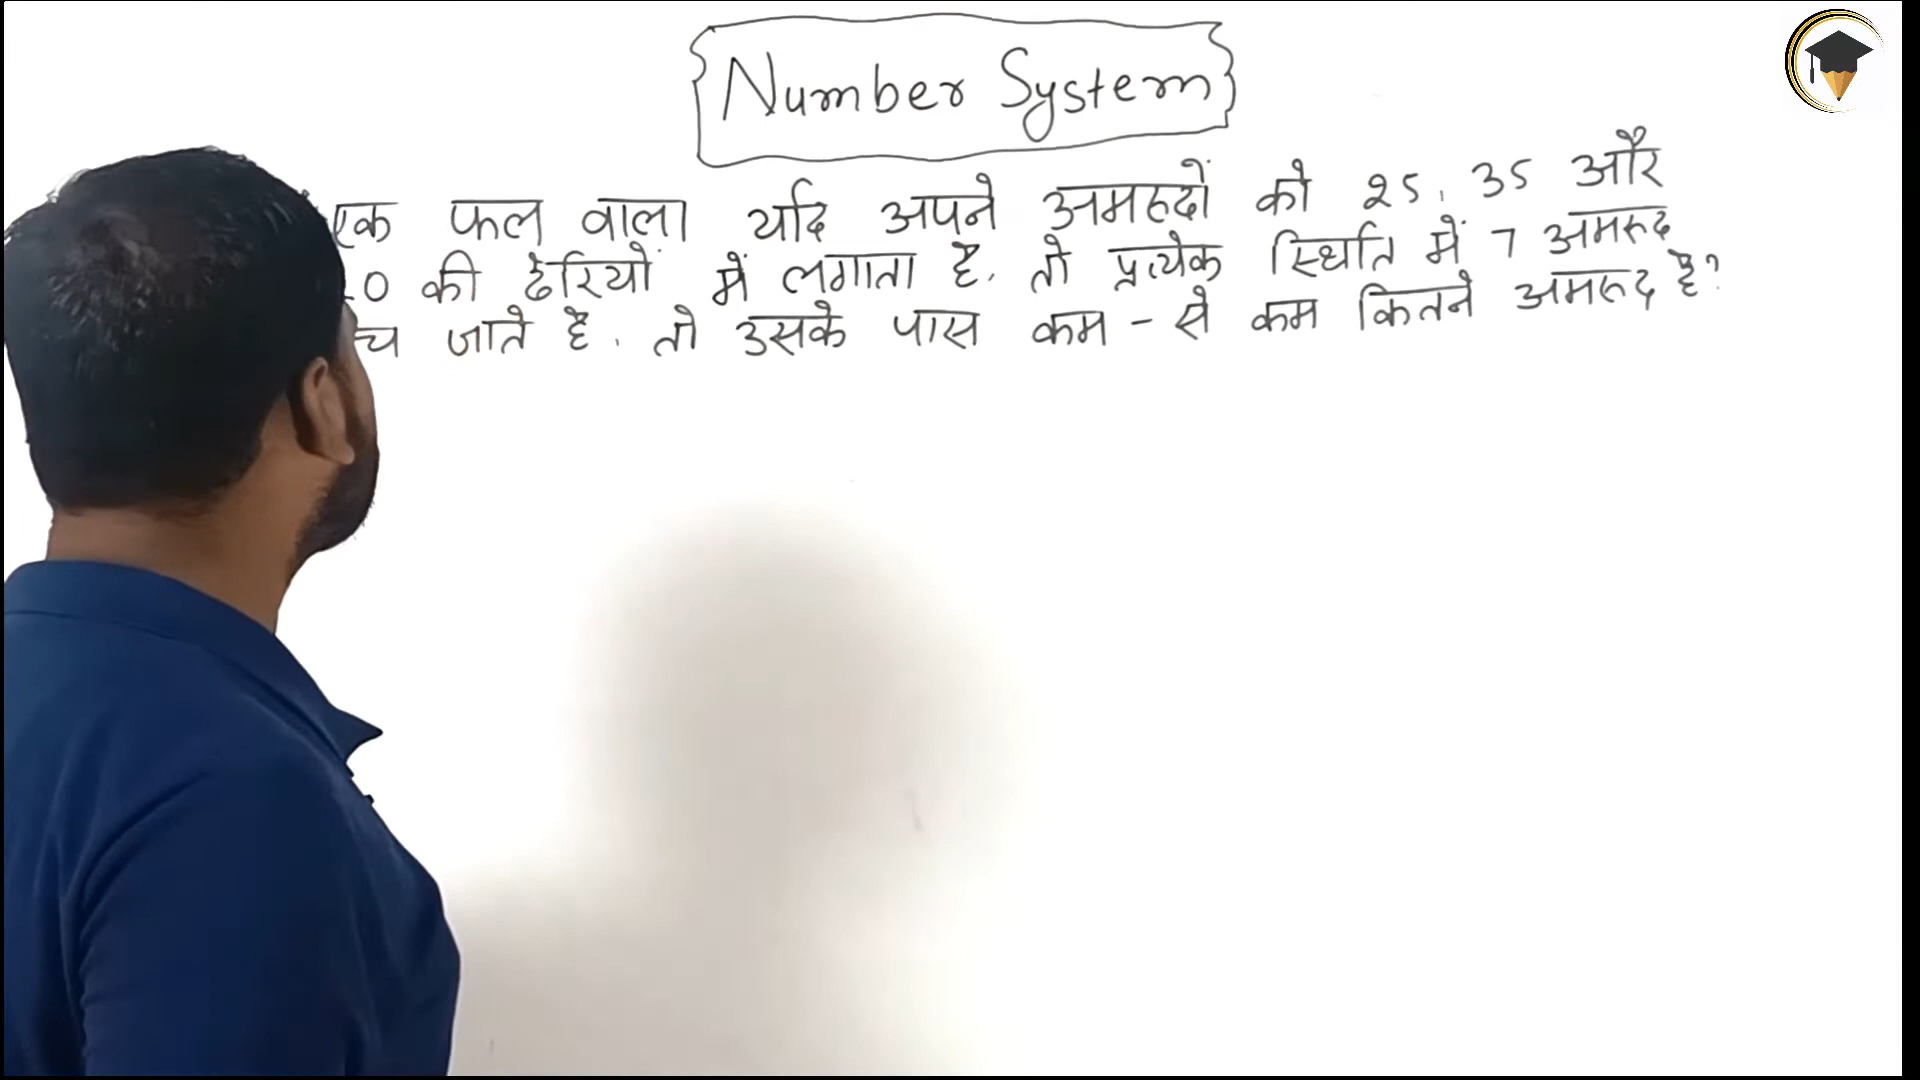 Number System
एक फल वाला यदि अपने अमरूदों को 25, 35 और
0 की ढेरियों में लगाता है, तो प्रत्येक स्थिति में 7 अमरूद
च जाते है, तो उसके पास कम - से कम कितने अमरूद है?